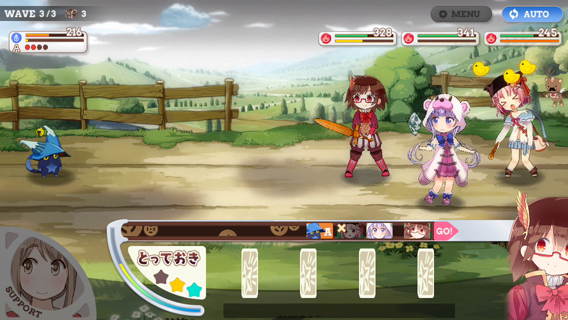 WAVE 3/3 3
MENU
AUTO
216
A
328
341
245
A
GO!
とっておき
SUPPORT